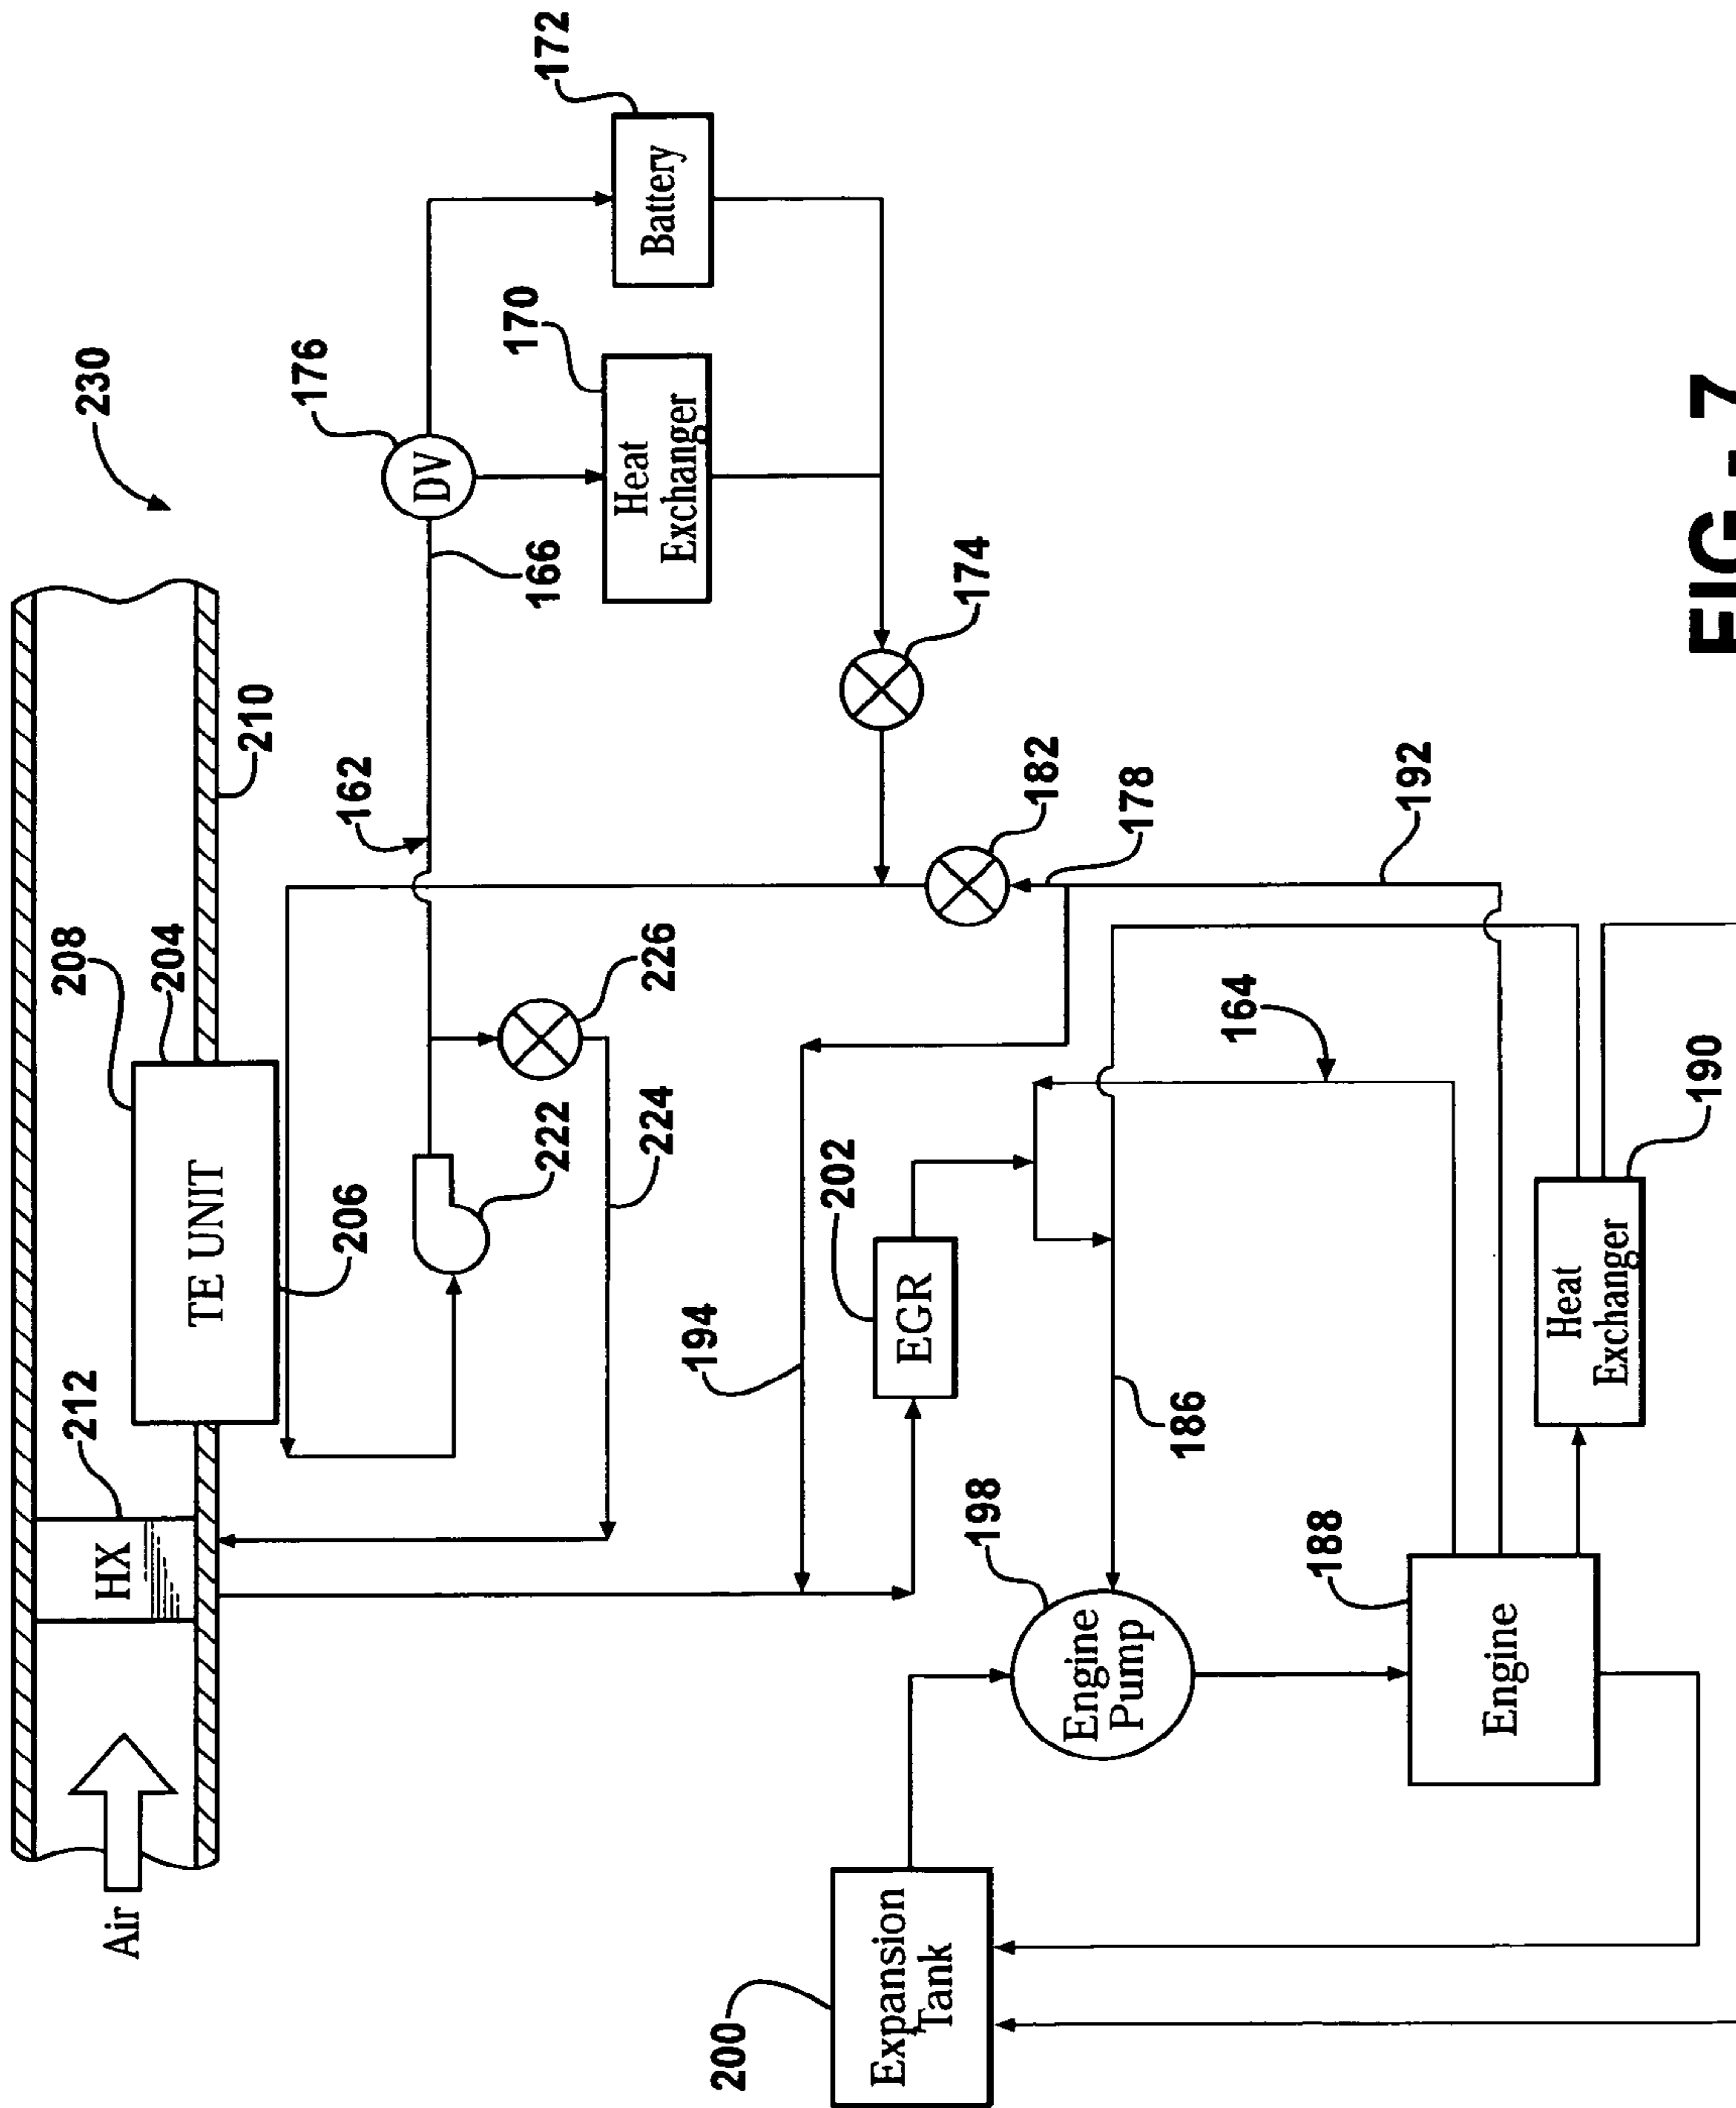 230
Air
HX
212
TE UNIT
208
204
206
210
162
176
DV
166
170
Heat
Exchanger
172
Battery
174
222
226
224
182
178
192
194
202
EGR
164
186
198
Engine
Pump
200
Expansion
Tank
188
Engine
190
Heat
Exchanger
FIG - 7